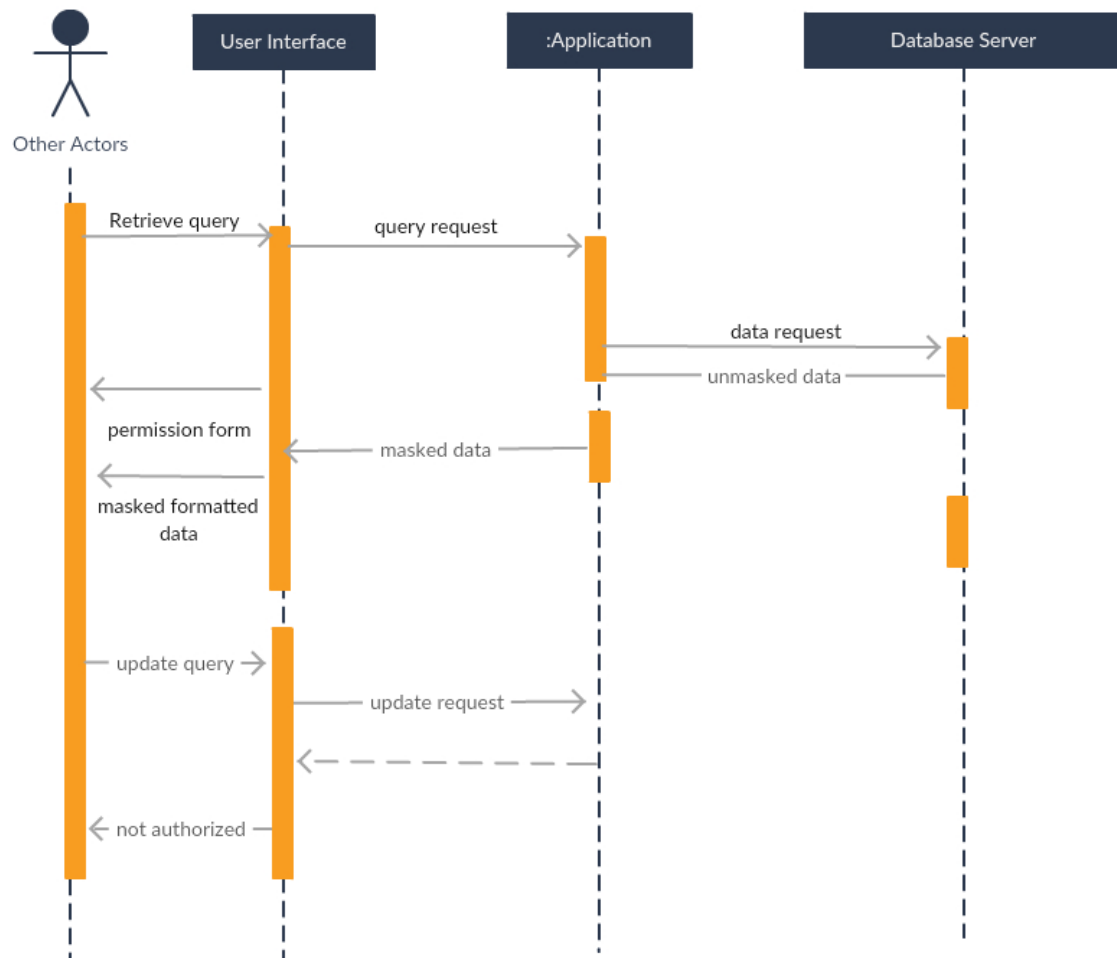 User Interface
:Application
Database Server
Other Actors
Retrieve query
query request
data request
unmasked data
permission form
masked data
masked formatted
data
update query
update request
not authorized